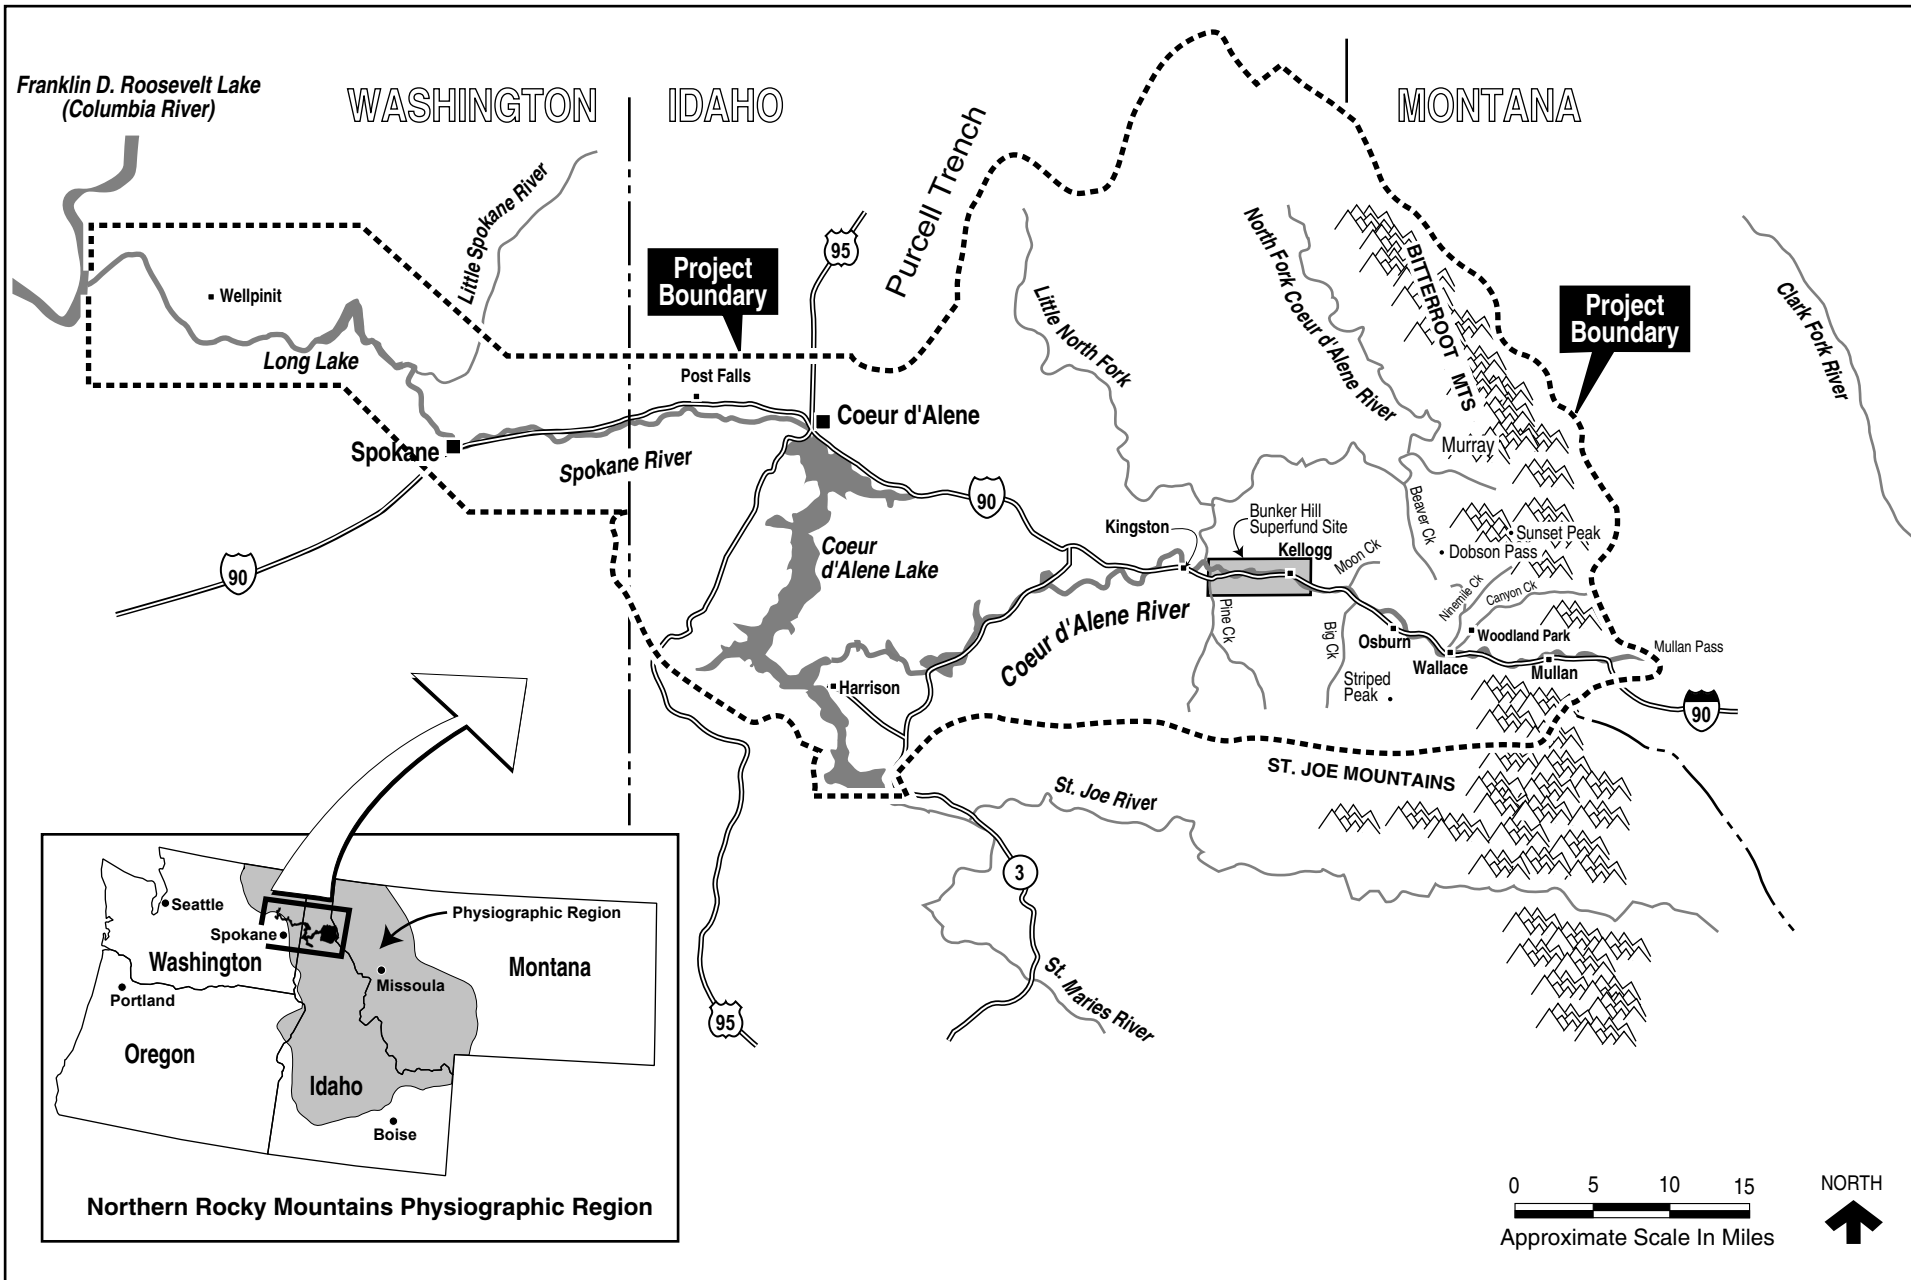 Franklin D. Roosevelt Lake
(Columbia River)
WASHINGTON
IDAHO
MONTANA
Purcell Trench
Little Spokane River
95
Project
Boundary
Wellpinit
Long Lake
Post Falls
Coeur d'Alene
Spokane
Spokane River
90
90
Coeur
d'Alene Lake
Little North Fork
North Fork Coeur d'Alene River
BITTERROOT MTS
Project
Boundary
Clark Fork River
Murray
Beaver Ck
Sunset Peak
Dobson Pass
Kingston
Bunker Hill
Superfund Site
Kellogg
Moon Ck
Ninemile Ck
Canyon Ck
Pine Ck
Big Ck
Coeur d'Alene River
Osburn
Woodland Park
Wallace
Mullan
Mullan Pass
Striped
Peak
Harrison
90
ST. JOE MOUNTAINS
St. Joe River
3
St. Maries River
95
Seattle
Spokane
Washington
Physiographic Region
Montana
Missoula
Portland
Oregon
Idaho
Boise
Northern Rocky Mountains Physiographic Region
0 5 10 15
Approximate Scale In Miles
NORTH